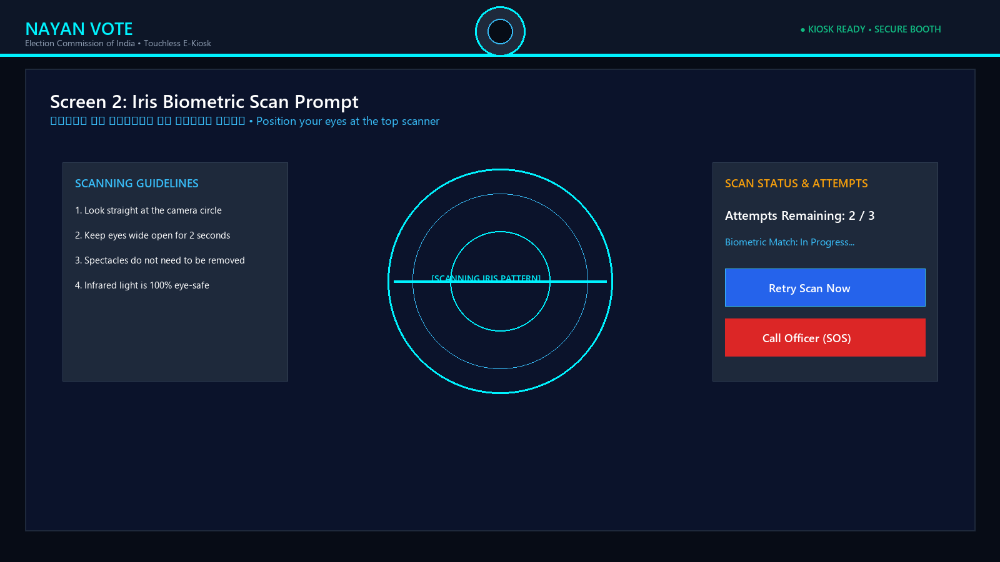 NAYAN VOTE
Election Commission of India • Touchless E-Kiosk
● KIOSK READY • SECURE BOOTH
Screen 2: Iris Biometric Scan Prompt
• Position your eyes at the top scanner
SCANNING GUIDELINES
1. Look straight at the camera circle
2. Keep eyes wide open for 2 seconds
3. Spectacles do not need to be removed
4. Infrared light is 100% eye-safe
[SCANNING IRIS PATTERN]
SCAN STATUS & ATTEMPTS
Attempts Remaining: 2 / 3
Biometric Match: In Progress...
Retry Scan Now
Call Officer (SOS)